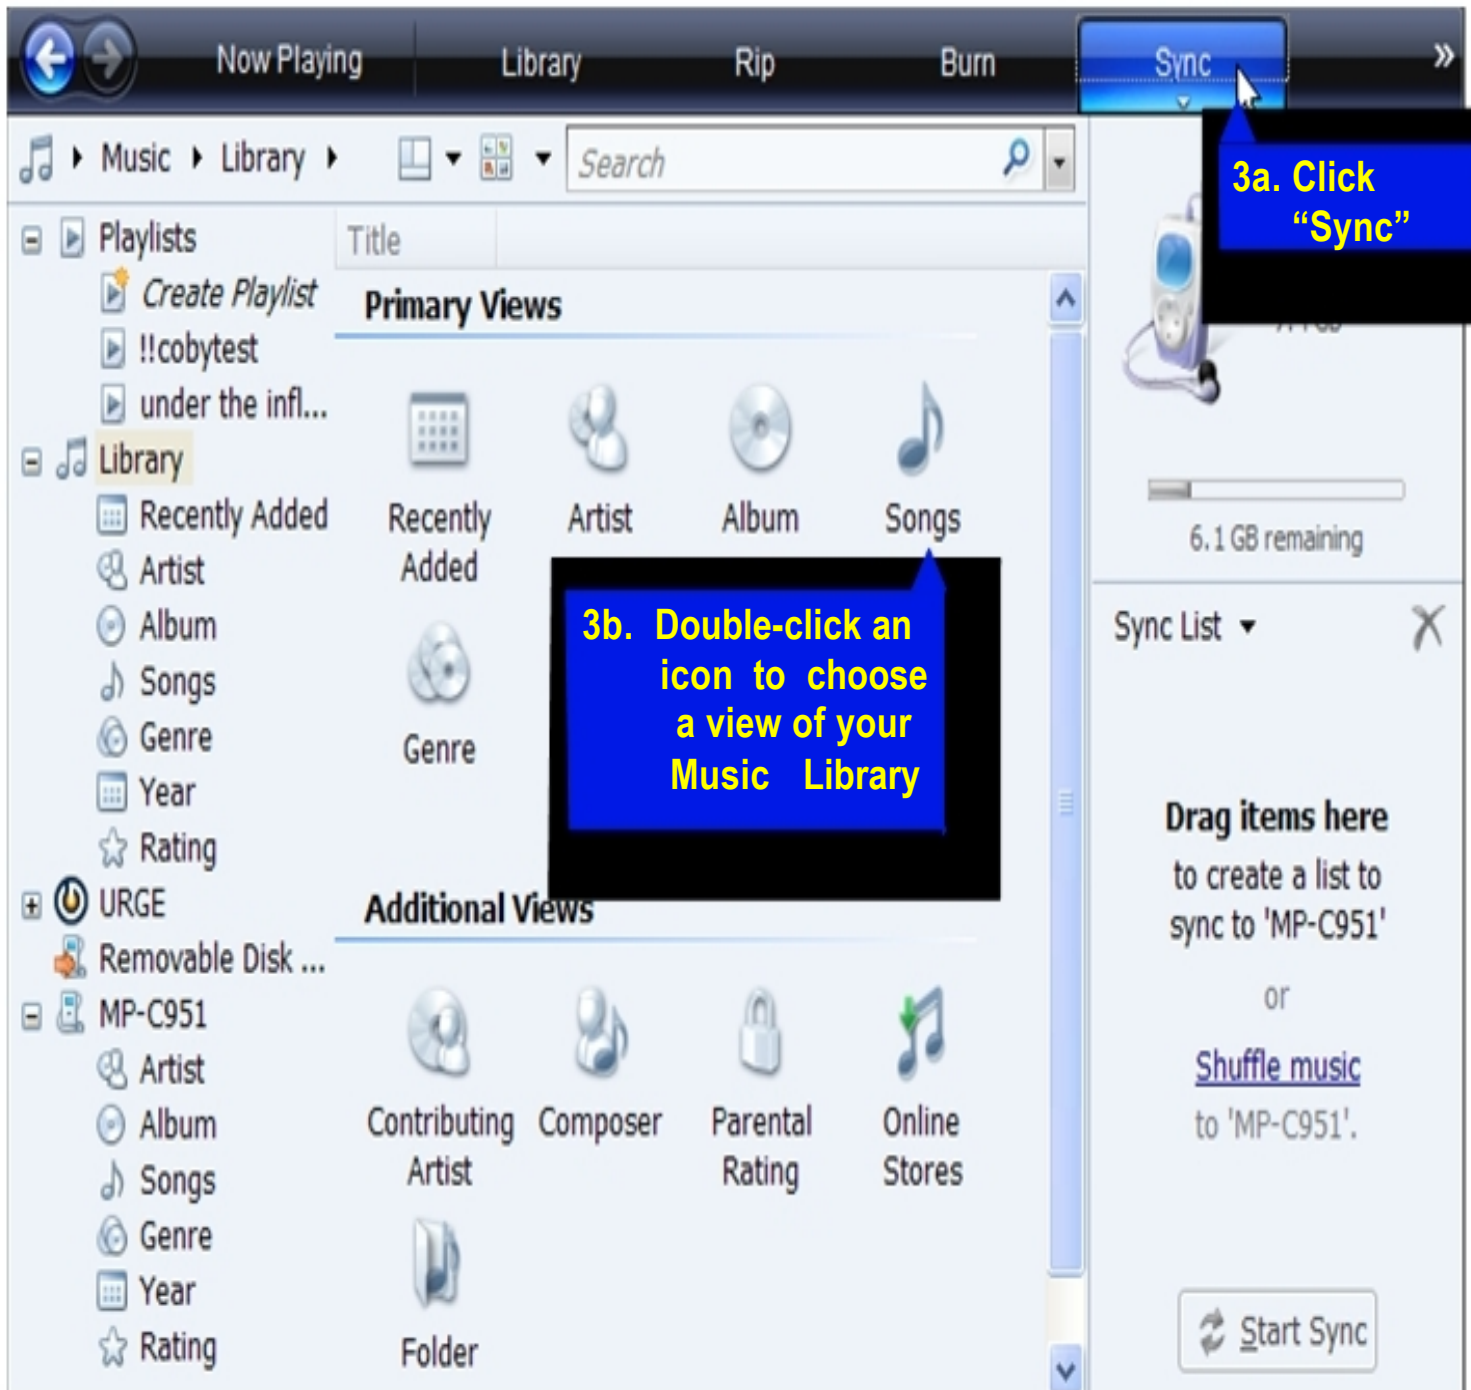 Now Playing
Library
Rip
Burn
Sync
»
Music
Library
Search
3a. Click
“Sync”
Playlists
Create Playlist
!!cobytest
under the infl...
Library
Recently Added
Artist
Album
Songs
Genre
Year
Rating
URGE
Removable Disk ...
MP-C951
Artist
Album
Songs
Genre
Year
Rating
Title
Primary Views
Recently
Added
Artist
Album
Songs
Genre
3b. Double-click an
icon to choose
a view of your
Music Library
Additional Views
Contributing
Artist
Composer
Parental
Rating
Online
Stores
Folder
6.1 GB remaining
Sync List
Drag items here
to create a list to
sync to 'MP-C951'
or
Shuffle music
to 'MP-C951'.
Start Sync